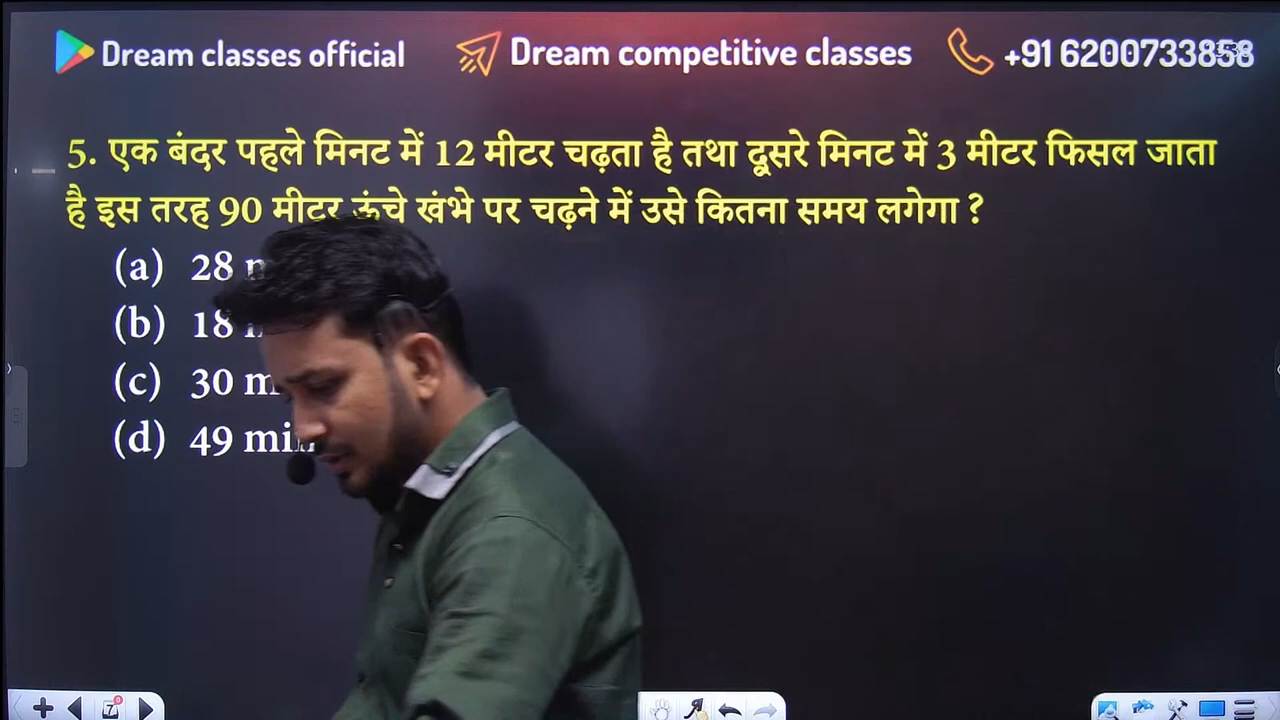 Dream classes official Dream competitive classes +91 6200733858
5. एक बंदर पहले मिनट में 12 मीटर चढ़ता है तथा दूसरे मिनट में 3 मीटर फिसल जाता
है इस तरह 90 मीटर ऊंचे खंभे पर चढ़ने में उसे कितना समय लगेगा ?
(a) 28
(b) 18
(c) 30
(d) 49 min